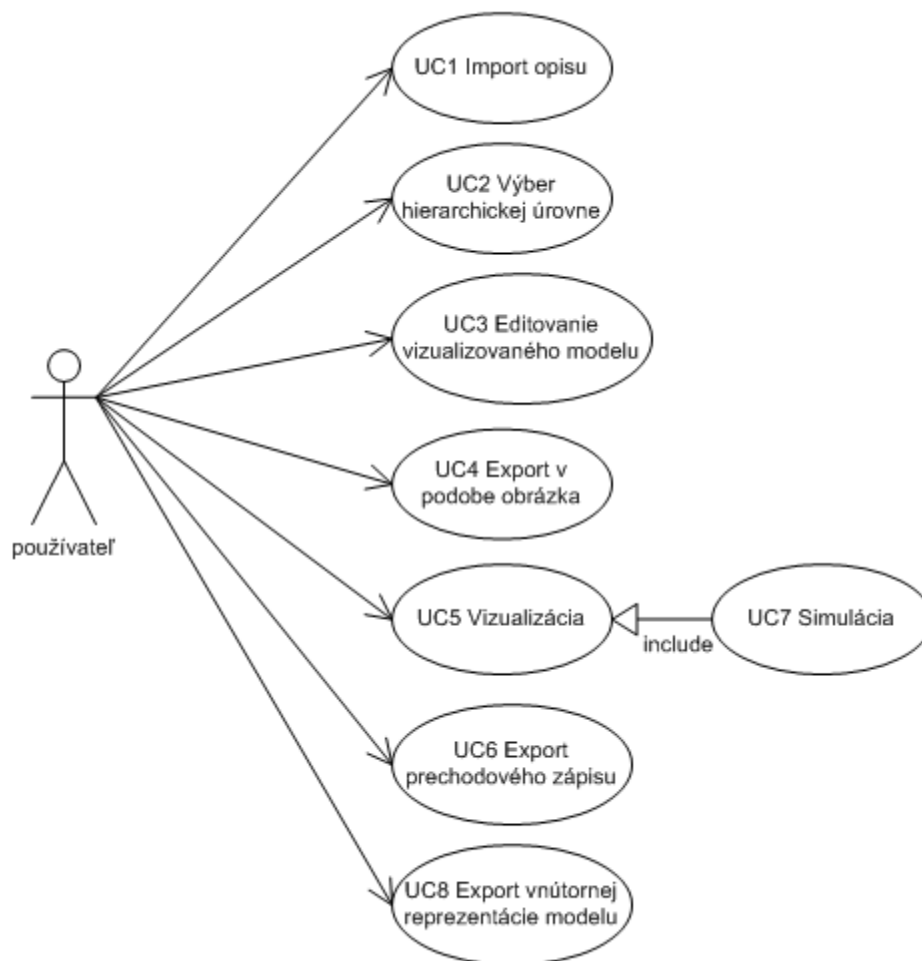 UC1 Import opisu
UC2 Výber
hierarchickej úrovne
UC3 Editovanie
vizualizovaného modelu
používateľ
UC4 Export v
podobe obrázka
UC5 Vizualizácia
include
UC7 Simulácia
UC6 Export
prechodového zápisu
UC8 Export vnútornej
reprezentácie modelu